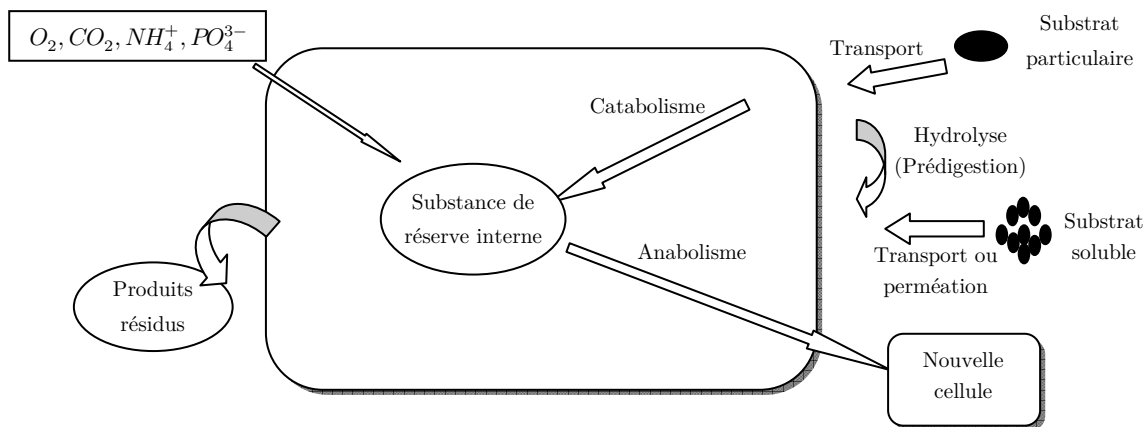 O₂, CO₂, NH₄⁺, PO₄³⁻
Substrat
particulaire
Transport
Catabolisme
Hydrolyse
(Prédigestion)
Substance de
réserve interne
Substrat
soluble
Anabolisme
Transport ou
perméation
Produits
résidus
Nouvelle
cellule